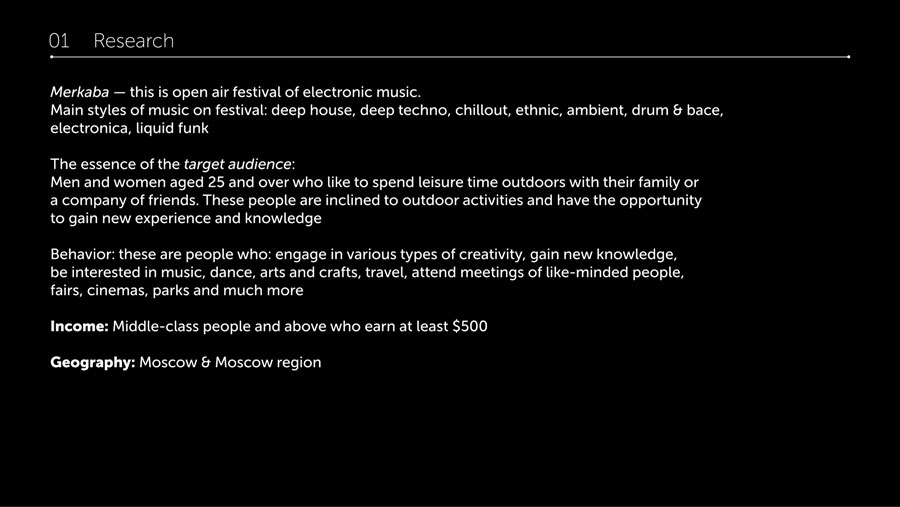 01 Research
Merkaba — this is open air festival of electronic music.
Main styles of music on festival: deep house, deep techno, chillout, ethnic, ambient, drum & bace,
electronica, liquid funk
The essence of the target audience:
Men and women aged 25 and over who like to spend leisure time outdoors with their family or
a company of friends. These people are inclined to outdoor activities and have the opportunity
to gain new experience and knowledge
Behavior: these are people who: engage in various types of creativity, gain new knowledge,
be interested in music, dance, arts and crafts, travel, attend meetings of like-minded people,
fairs, cinemas, parks and much more
Income: Middle-class people and above who earn at least $500
Geography: Moscow & Moscow region